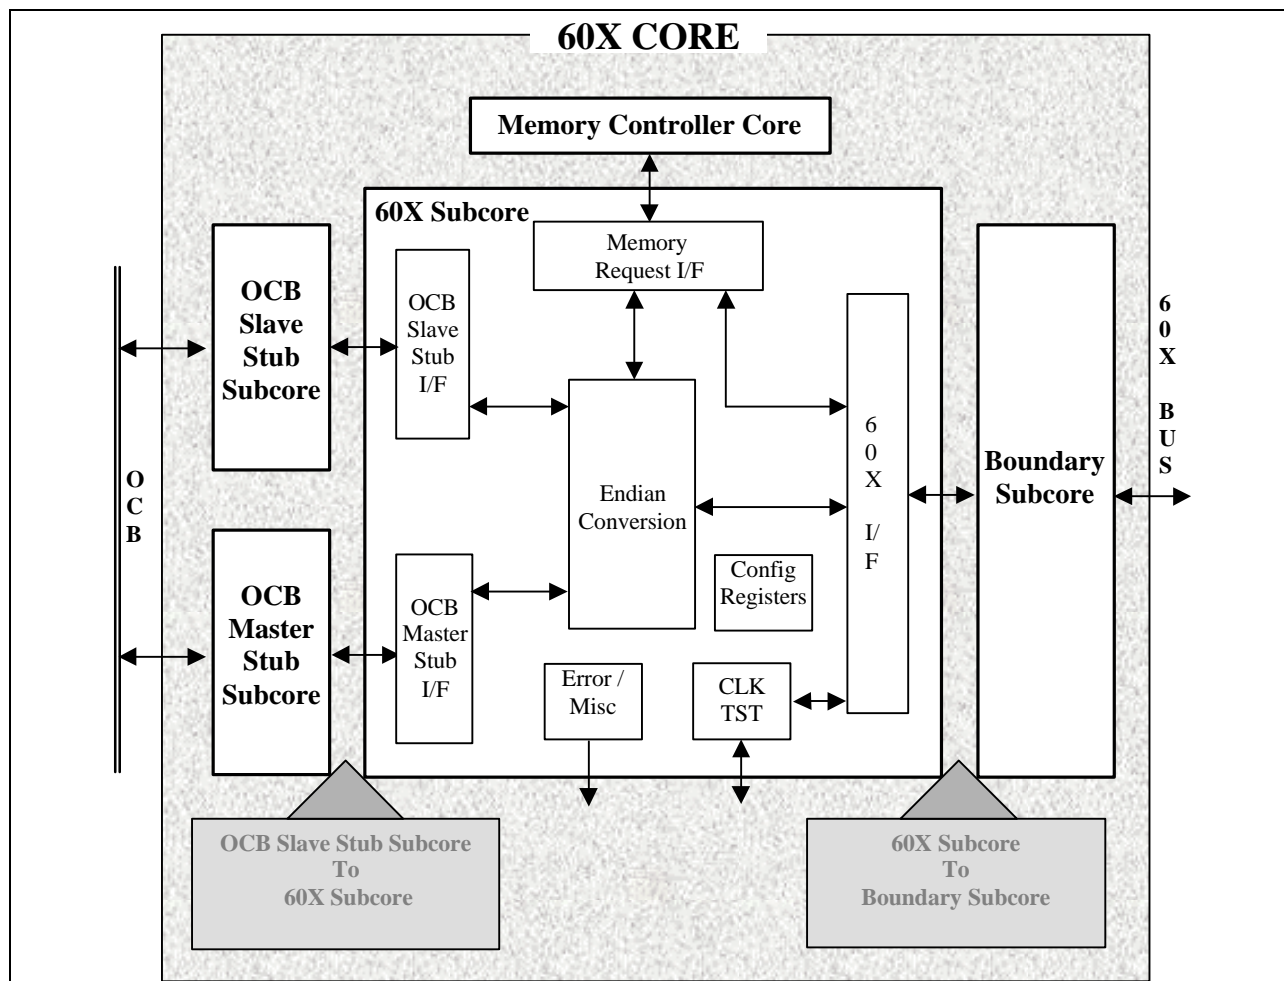 60X CORE
Memory Controller Core
60X Subcore
Memory
Request I/F
OCB
Slave
Stub
Subcore
OCB
Slave
Stub
I/F
6
0
X
B
U
S
O
C
B
Endian
Conversion
6
0
X
I/
F
Boundary
Subcore
OCB
Master
Stub
Subcore
OCB
Master
Stub
I/F
Config
Registers
Error /
Misc
CLK
TST
OCB Slave Stub Subcore
To
60X Subcore
60X Subcore
To
Boundary Subcore